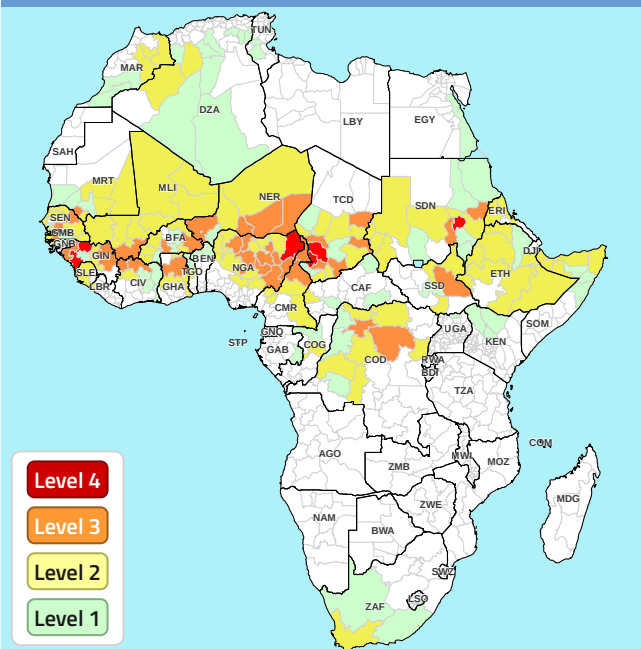 TUN
MAR
DZA
LBY
EGY
SAH
MRT
MLI
NER
TCD
SDN
ERI
SEN
GMB
GNB
GIN
BFA
BEN
DJI
SLE
LBR
CIV
GHA
TGO
NGA
CAF
SSD
ETH
CMR
SOM
STP
GNQ
GAB
COG
COD
UGA
KEN
RWA
BDI
TZA
COM
AGO
ZMB
MWI
MOZ
MDG
NAM
ZWE
BWA
SWZ
LSO
ZAF
Level 4
Level 3
Level 2
Level 1